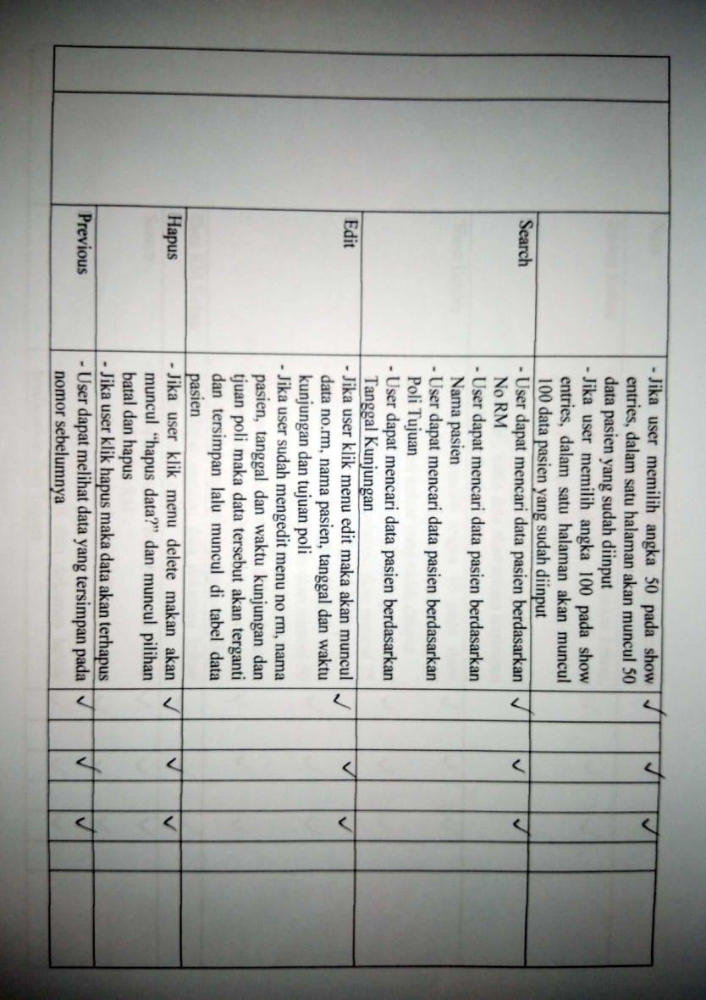 - Jika user memilih angka 50 pada show
entries, dalam satu halaman akan muncul 50
data pasien yang sudah diinput
- Jika user memilih angka 100 pada show
entries, dalam satu halaman akan muncul
100 data pasien yang sudah diinput
✓ ✓ ✓
Search
- User dapat mencari data pasien berdasarkan
No RM
- User dapat mencari data pasien berdasarkan
Nama pasien
- User dapat mencari data pasien berdasarkan
Poli Tujuan
- User dapat mencari data pasien berdasarkan
Tanggal Kunjungan
✓ ✓ ✓
Edit
- Jika user klik menu edit maka akan muncul
data no.rm, nama pasien, tanggal dan waktu
kunjungan dan tujuan poli
- Jika user sudah mengedit menu no rm, nama
pasien, tanggal dan waktu kunjungan dan
tjuan poli maka data tersebut akan terganti
dan tersimpan lalu muncul di tabel data
pasien
✓ ✓ ✓
Hapus
- Jika user klik menu delete makan akan
muncul “hapus data?” dan muncul pilihan
batal dan hapus
- Jika user klik hapus maka data akan terhapus
✓ ✓ ✓
Previous
- User dapat melihat data yang tersimpan pada
nomor sebelumnya
✓ ✓ ✓